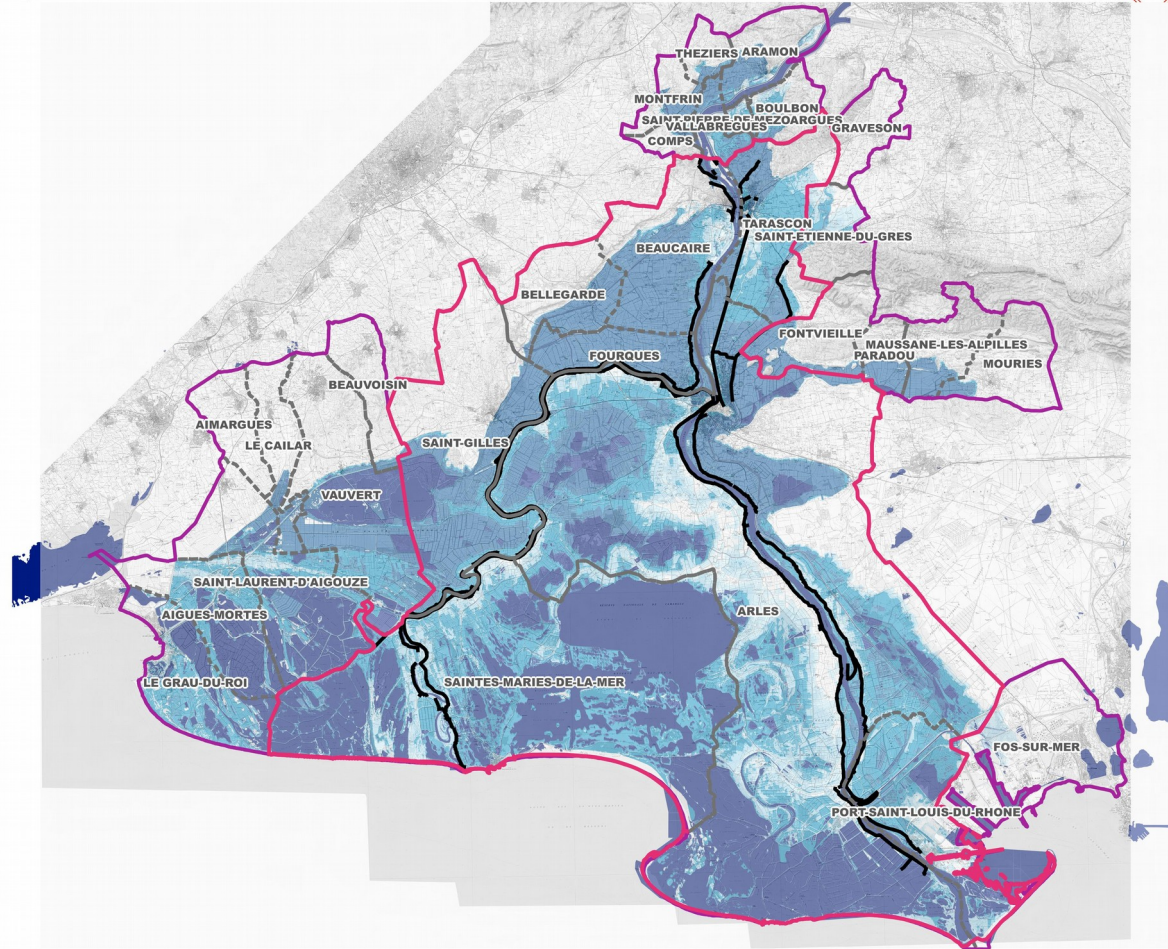 THEZIERS
ARAMON
MONTFRIN
BOULBON
SAINT-PIERRE-DE-MEZOARGUES
VALLABREGUES
GRAVESON
COMPS
TARASCON
SAINT-ETIENNE-DU-GRES
BEAUCAIRE
BELLEGARDE
FONTVIEILLE
MAUSSANE-LES-ALPILLES
FOURQUES
PARADOU
MOURIES
BEAUVOISIN
AIMARGUES
LE CAILAR
SAINT-GILLES
VAUVERT
SAINT-LAURENT-D'AIGOUZE
AIGUES-MORTES
ARLES
LE GRAU-DU-ROI
SAINTES-MARIES-DE-LA-MER
FOS-SUR-MER
PORT-SAINT-LOUIS-DU-RHONE